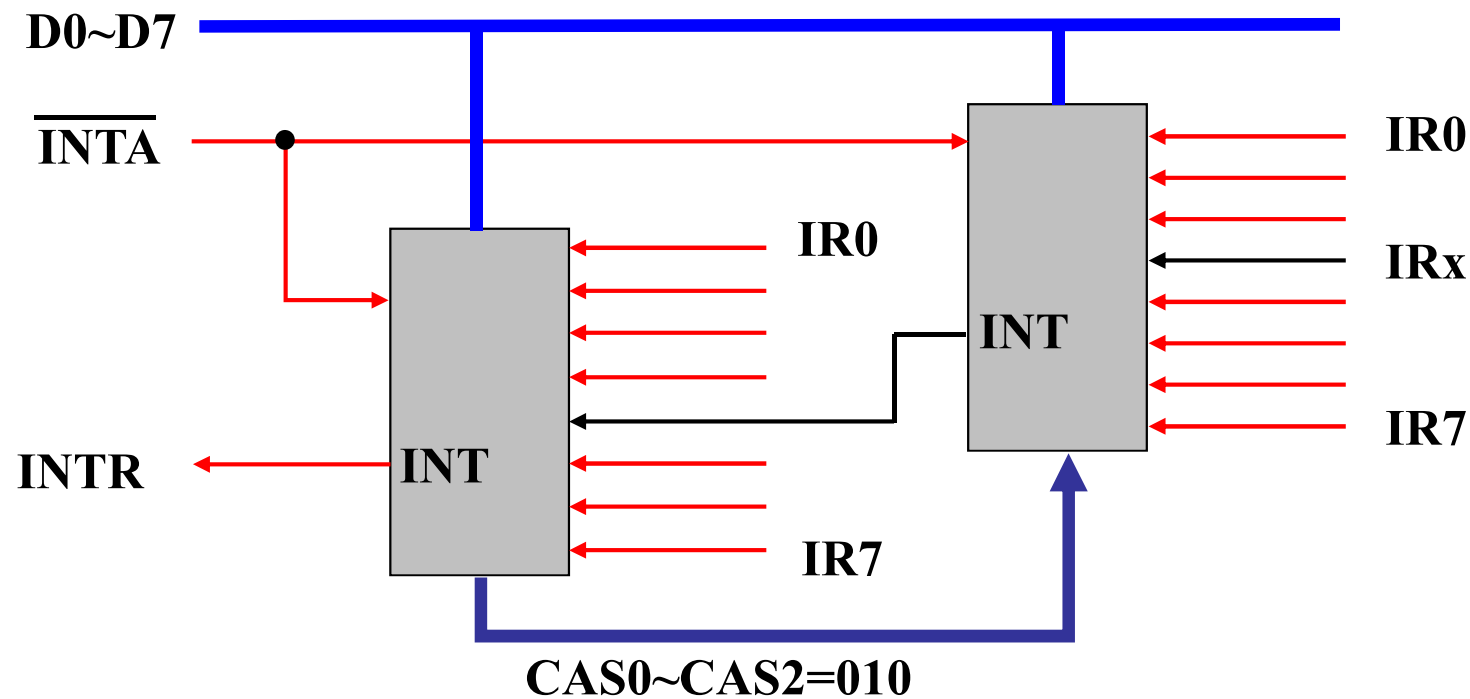 D0~D7
INTA
IR0
IR0
IRx
INT
IR7
INT
INTR
IR7
CAS0~CAS2=010